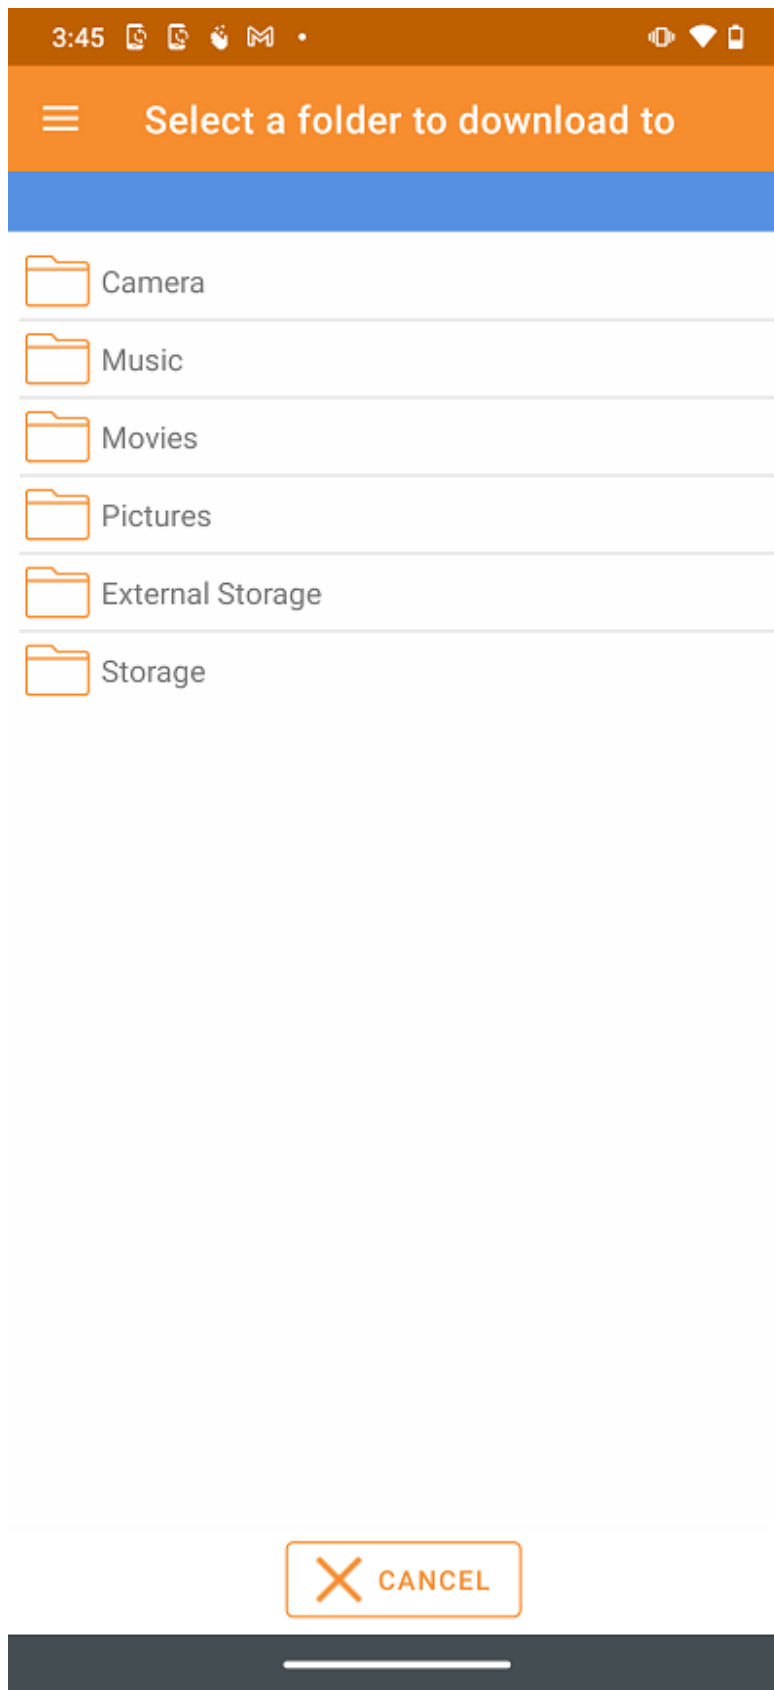 3:45
Select a folder to download to
Camera
Music
Movies
Pictures
External Storage
Storage
CANCEL